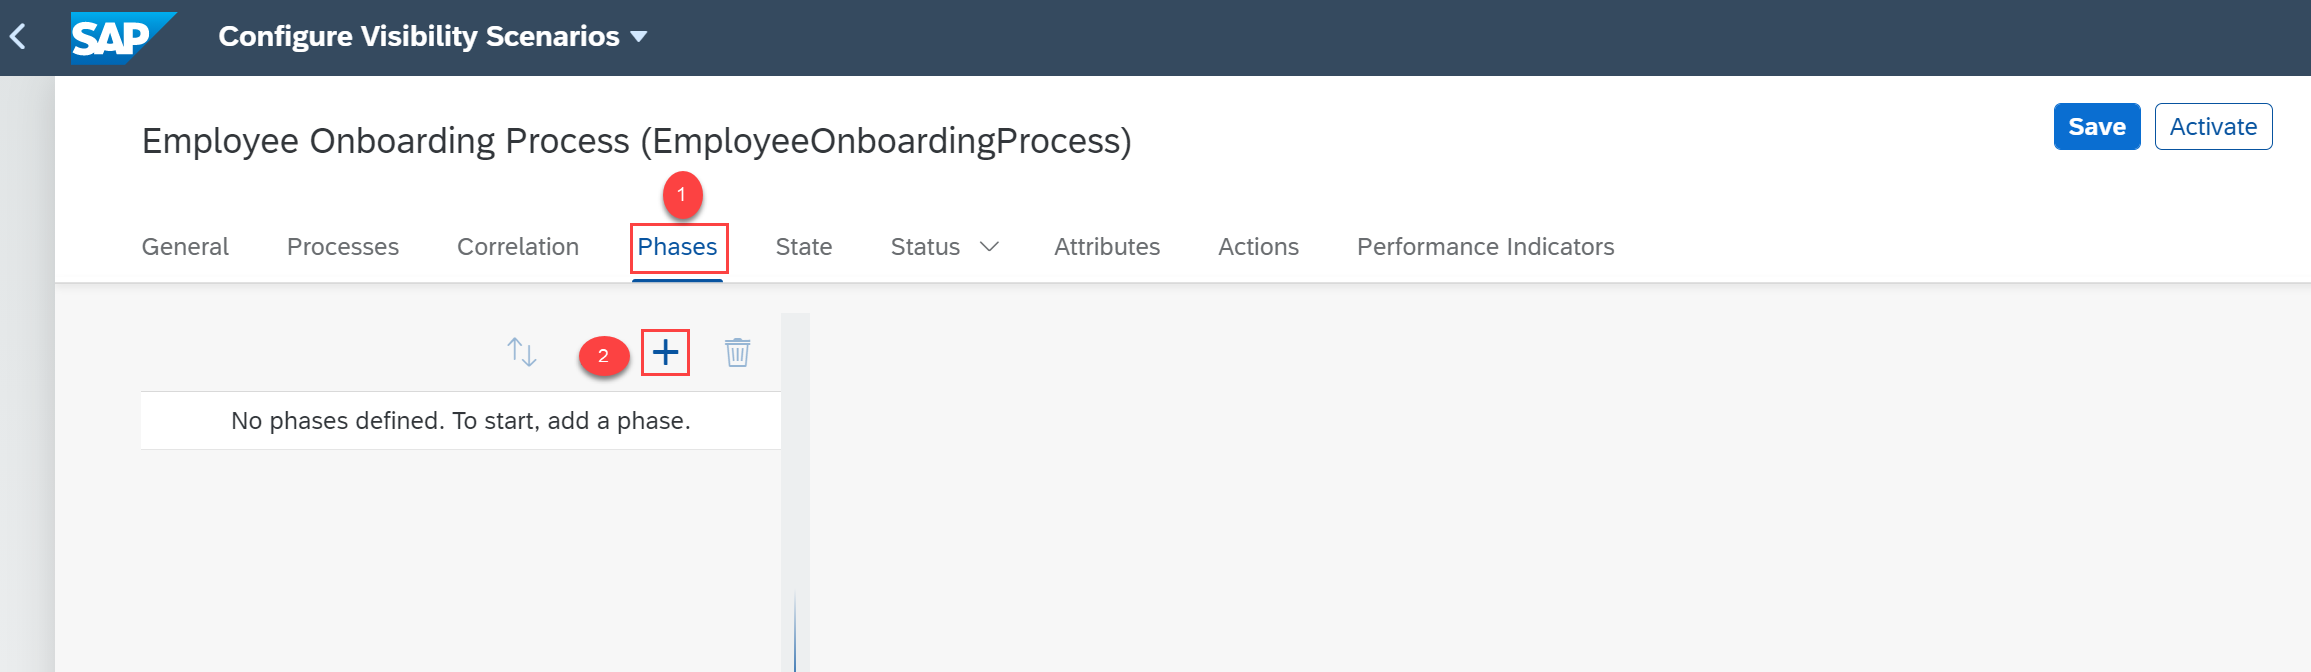 SAP Configure Visibility Scenarios
Employee Onboarding Process (EmployeeOnboardingProcess)
Save Activate
1
General Processes Correlation Phases State Status Attributes Actions Performance Indicators
2
No phases defined. To start, add a phase.